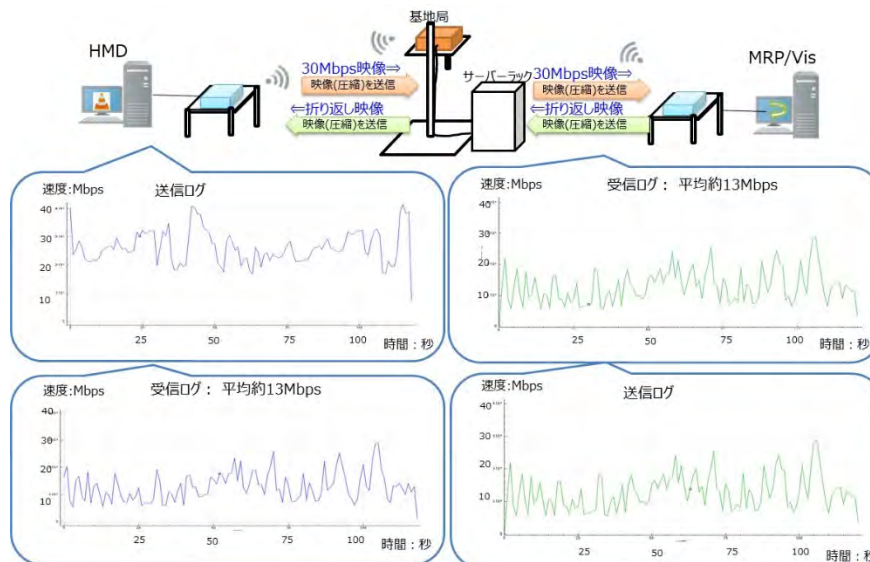 基地局
HMD
MRP/Vis
30Mbps映像⇒
映像(圧縮)を送信
サーバーラック
30Mbps映像⇒
映像(圧縮)を送信
⇐折り返し映像
映像(圧縮)を送信
⇐折り返し映像
映像(圧縮)を送信
速度:Mbps
送信ログ
40
30
20
10
25
50
75
100
時間：秒
速度:Mbps
受信ログ： 平均約13Mbps
40
30
20
10
25
50
75
100
時間：秒
速度:Mbps
受信ログ： 平均約13Mbps
40
30
20
10
25
50
75
100
時間：秒
速度:Mbps
送信ログ
40
30
20
10
25
50
75
100
時間：秒